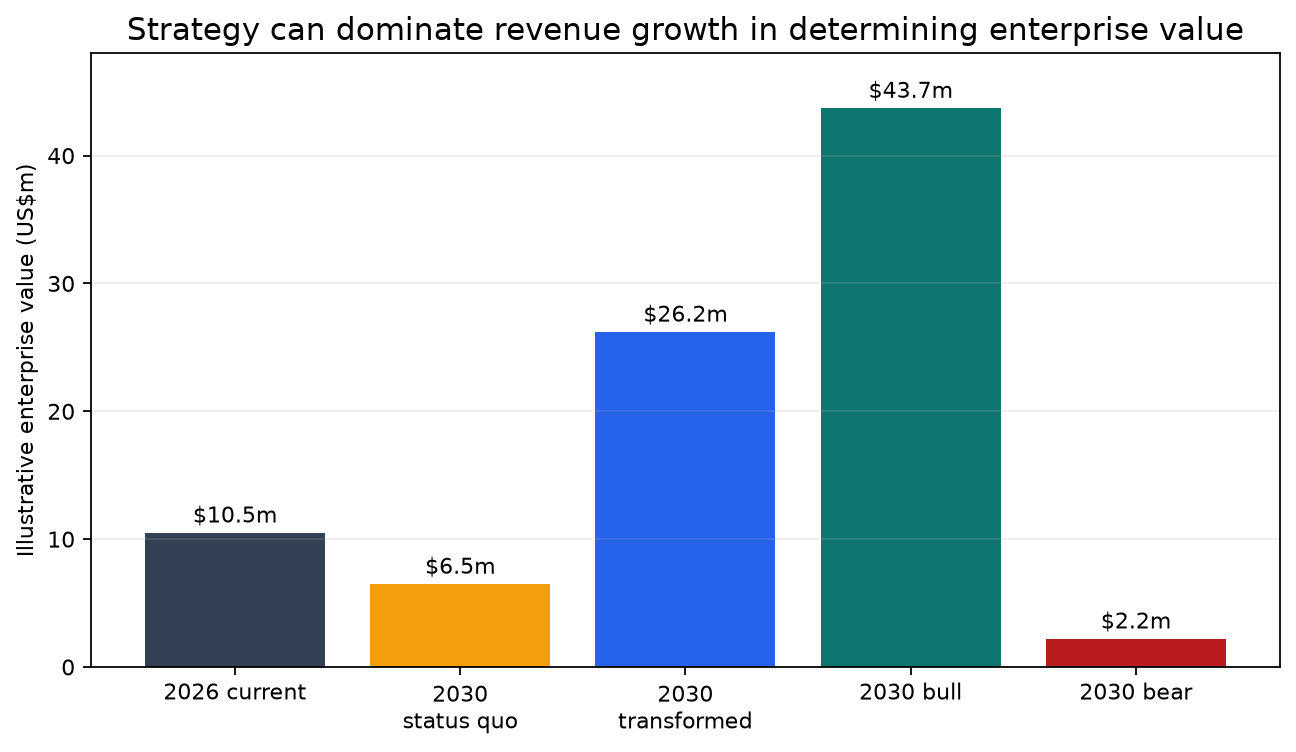 Strategy can dominate revenue growth in determining enterprise value
Illustrative enterprise value (US$m)
40
30
20
10
0
$10.5m
$6.5m
$26.2m
$43.7m
$2.2m
2026 current
2030
status quo
2030
transformed
2030 bull
2030 bear